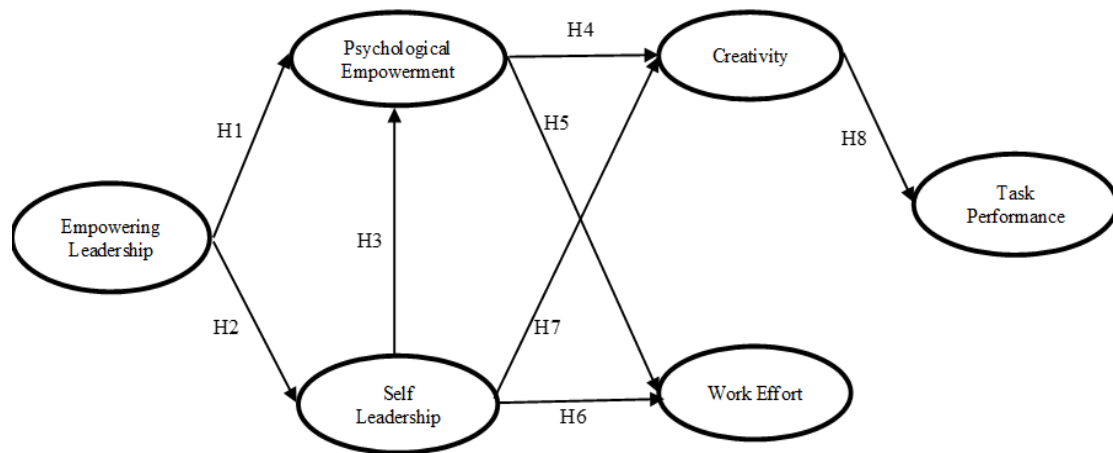 H4
Psychological
Empowerment
Creativity
H5
H1
H8
Task
Performance
Empowering
Leadership
H3
H2
H7
Self
Leadership
Work Effort
H6